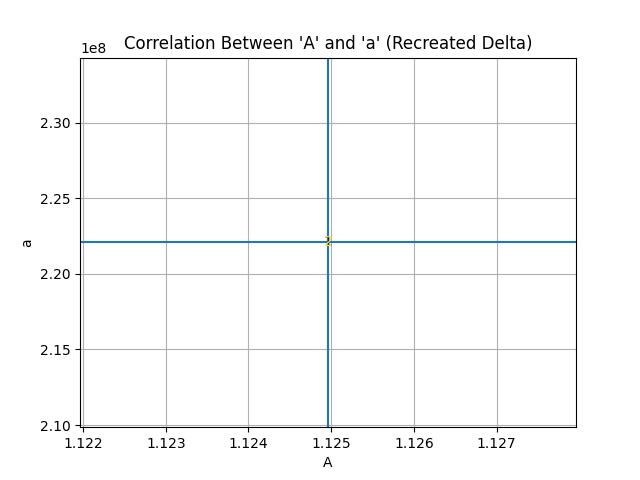 Correlation Between 'A' and 'a' (Recreated Delta)
1e8
2.30
2.25
2.20
2.15
2.10
a
1.122 1.123 1.124 1.125 1.126 1.127
A